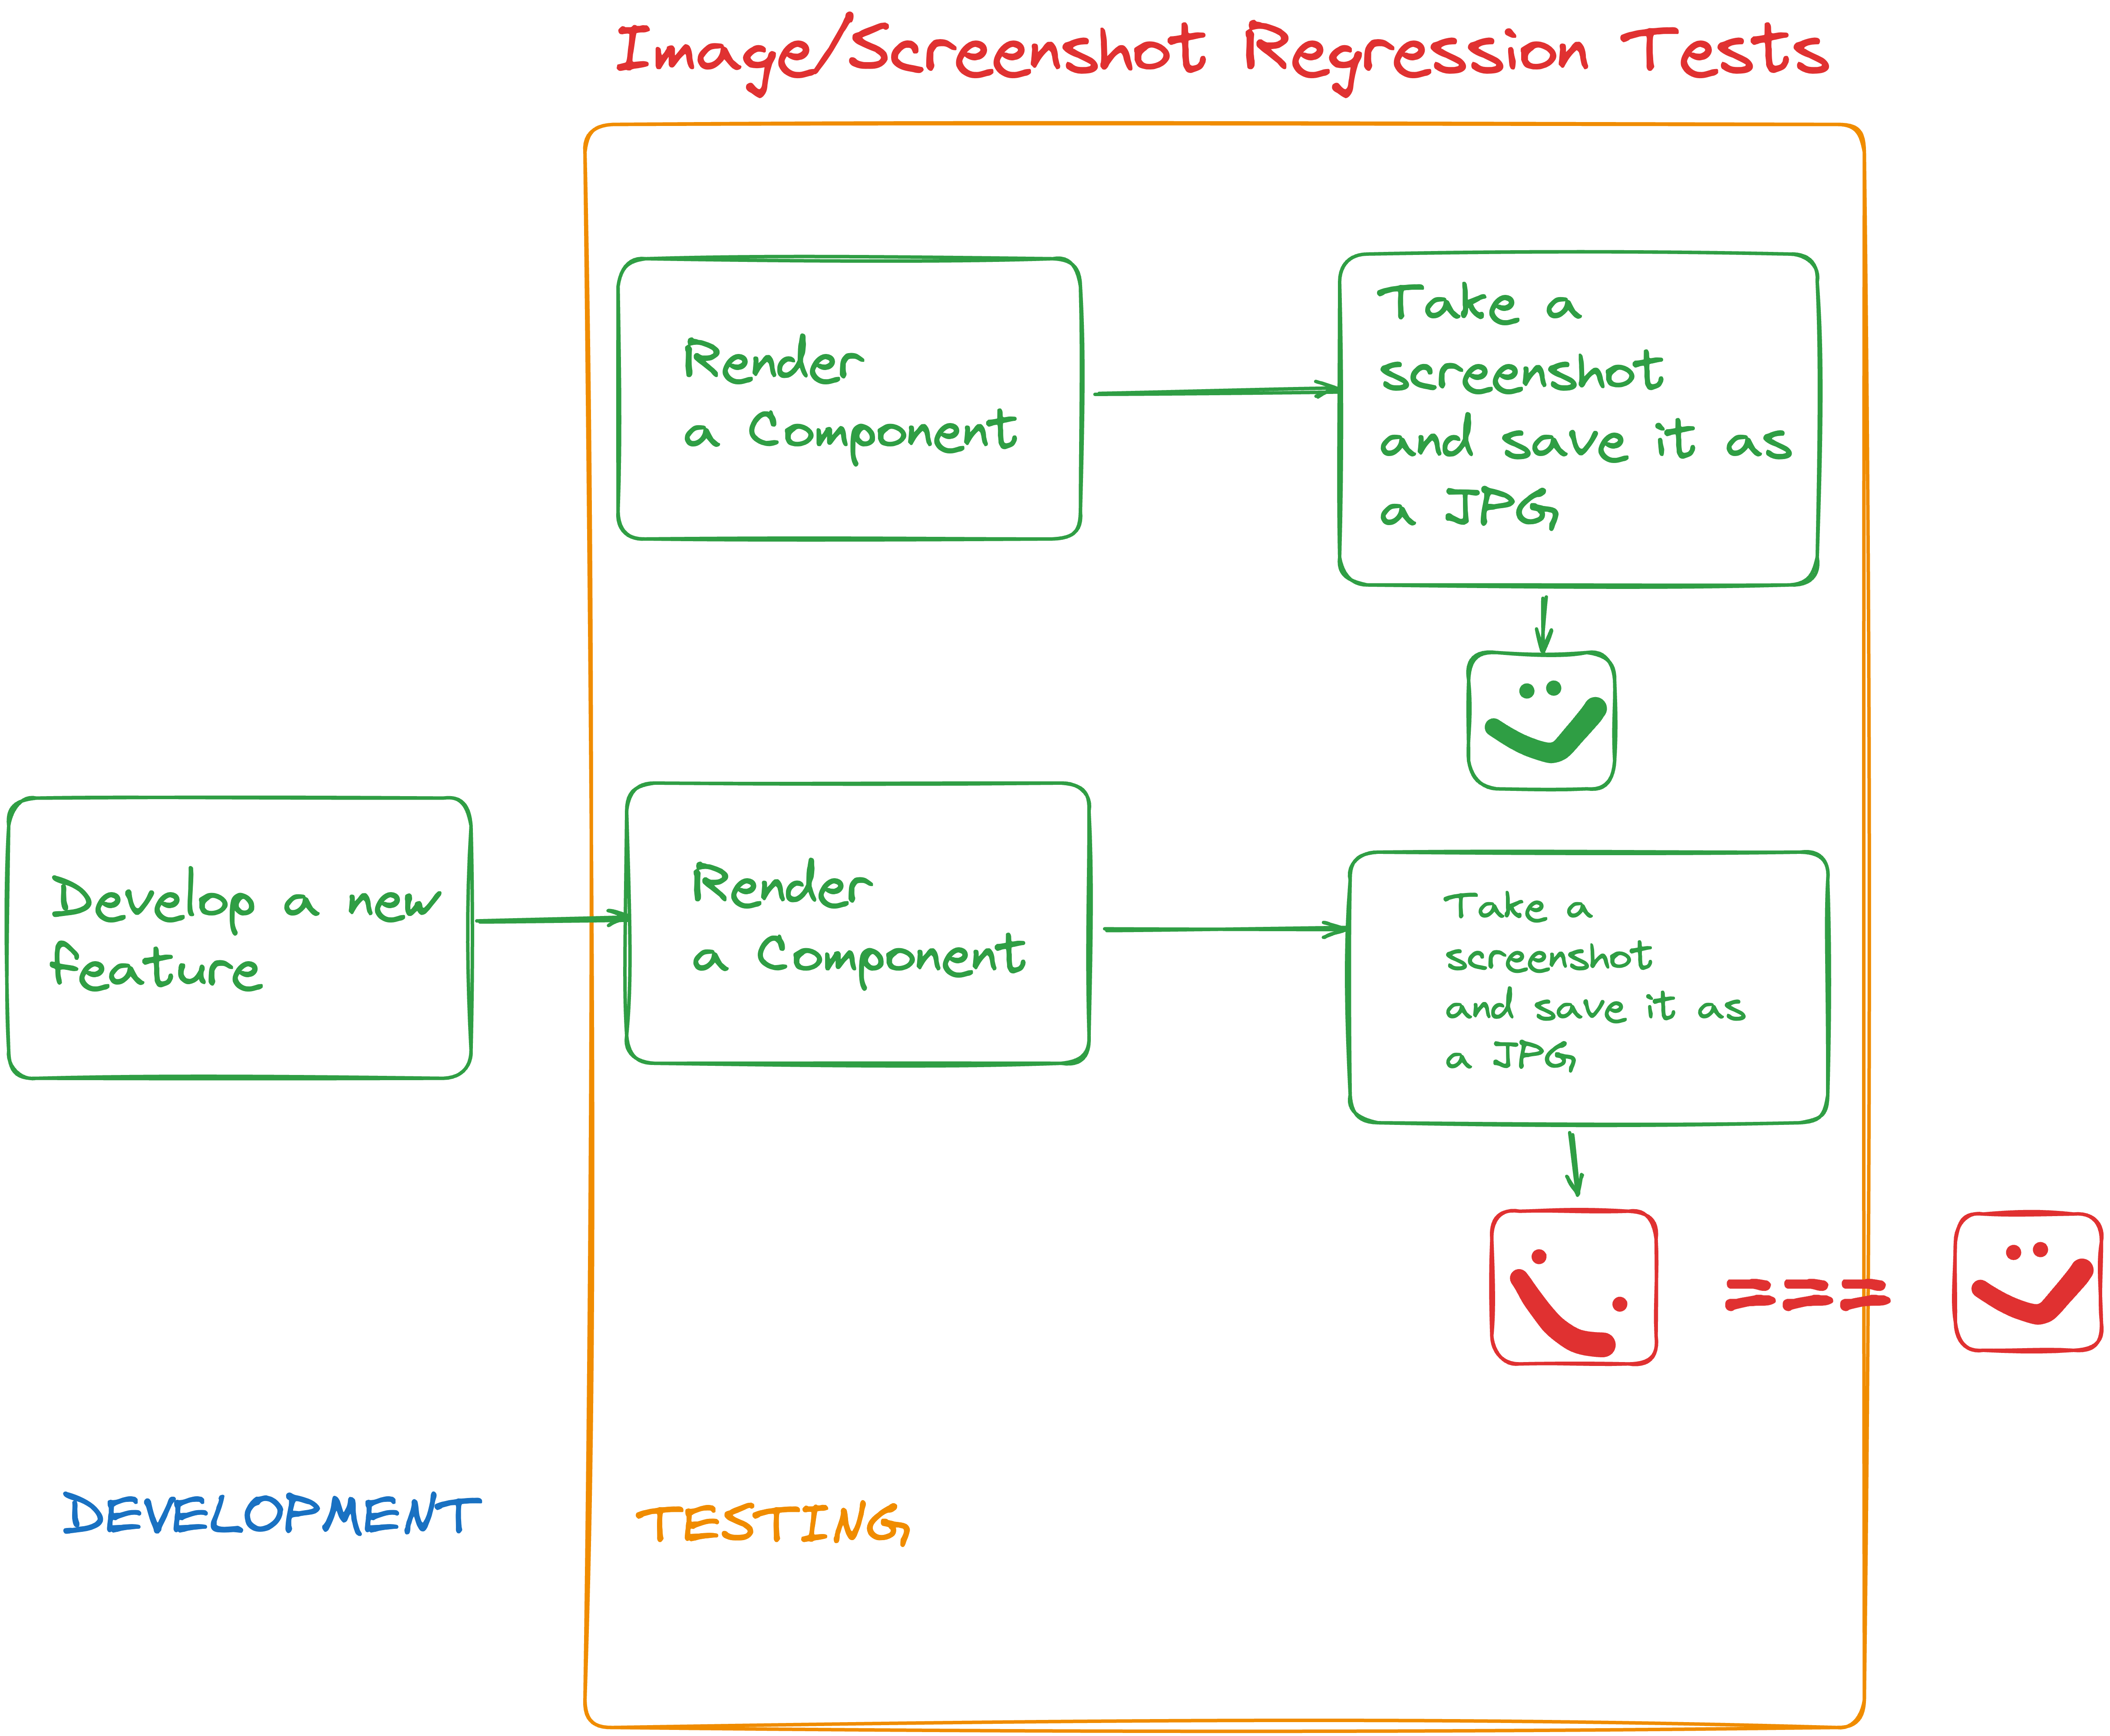 Image/Screenshot Regression Tests
Render
a Component
Take a
screenshot
and save it as
a JPG
Develop a new
feature
Render
a Component
Take a
screenshot
and save it as
a JPG
===
DEVELOPMENT
TESTING